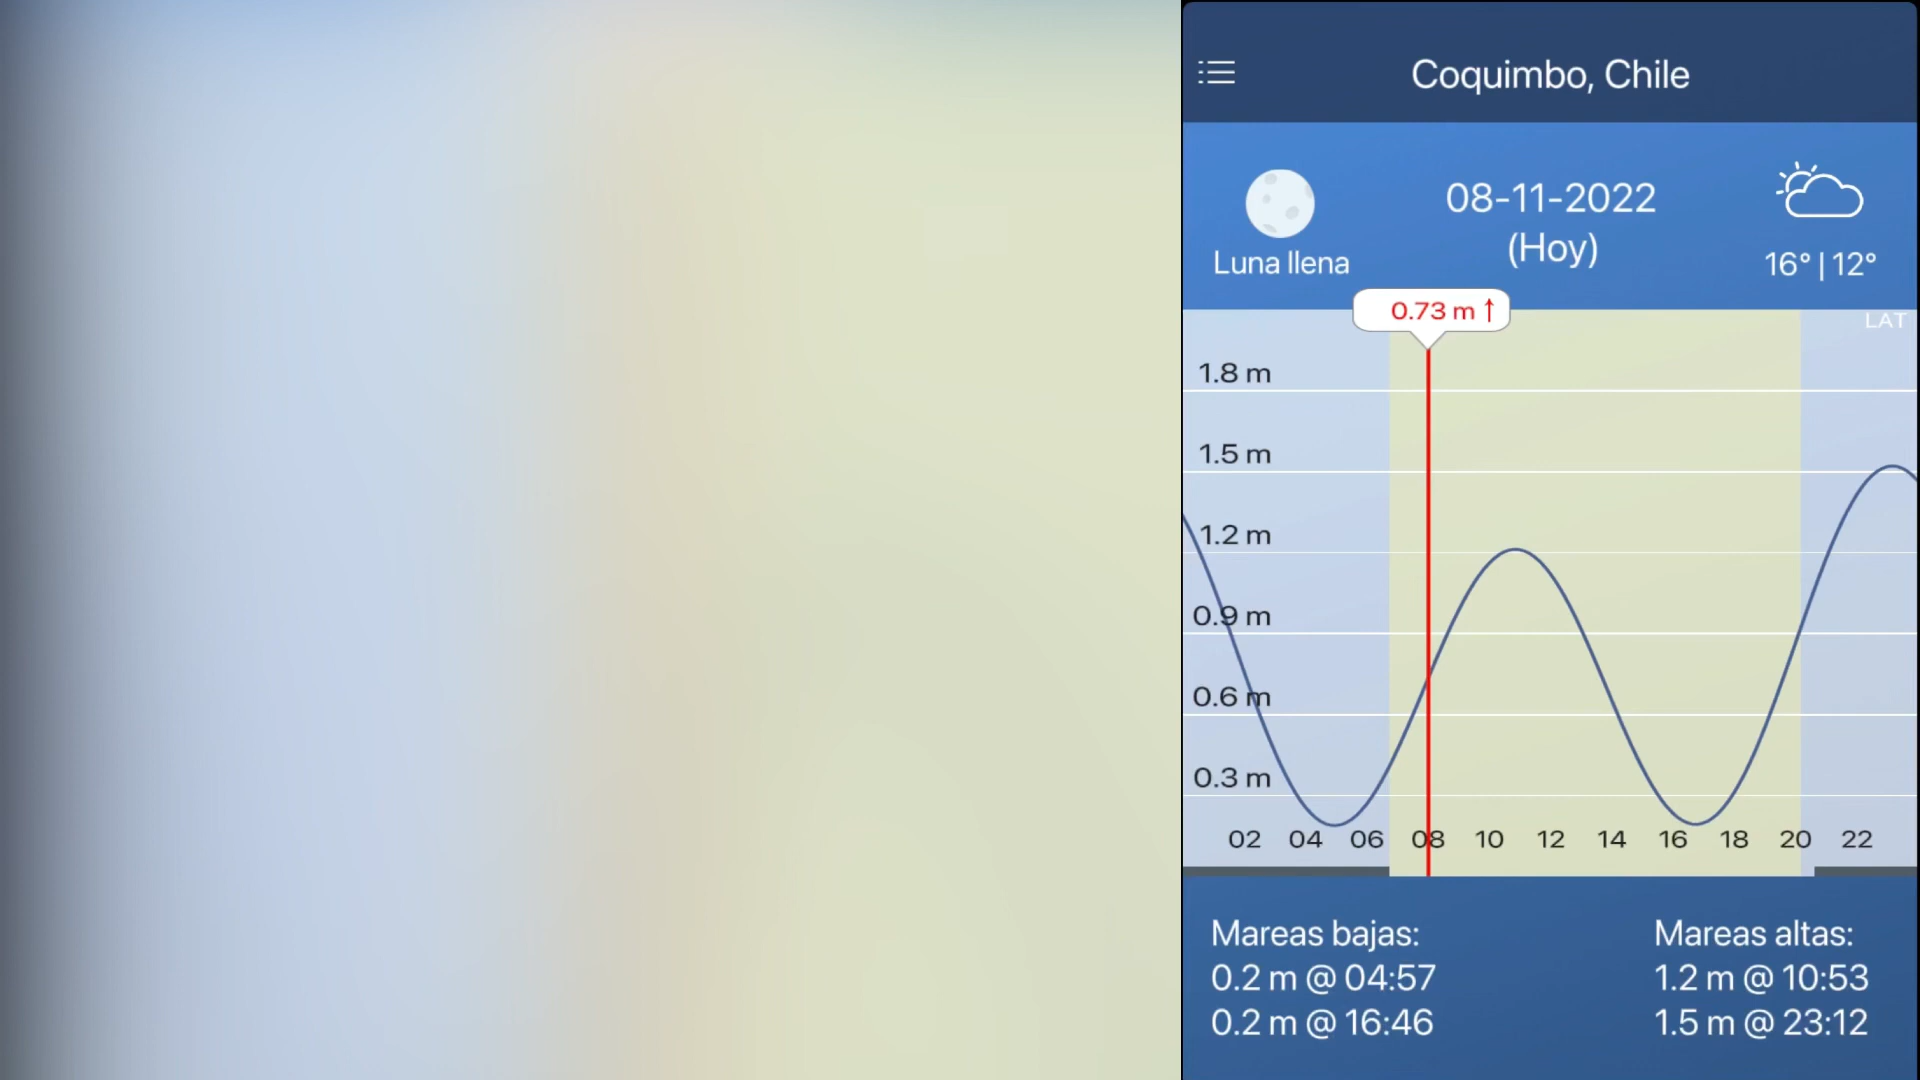 Coquimbo, Chile
Luna llena
08-11-2022
(Hoy)
16° | 12°
0.73 m ↑
LAT
1.8 m
1.5 m
1.2 m
0.9 m
0.6 m
0.3 m
02 04 06 08 10 12 14 16 18 20 22
Mareas bajas:
0.2 m @ 04:57
0.2 m @ 16:46
Mareas altas:
1.2 m @ 10:53
1.5 m @ 23:12